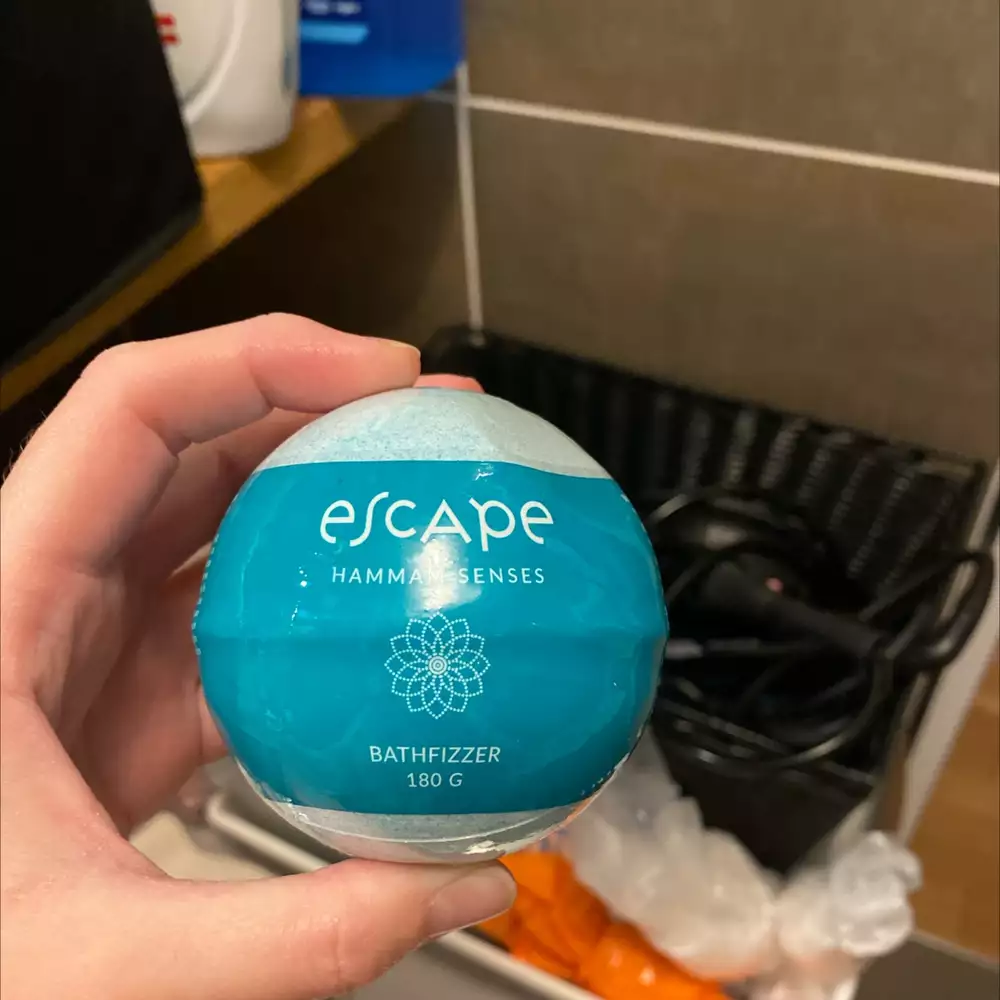 escape
HAMMAM SENSES
BATHFIZZER
180 G